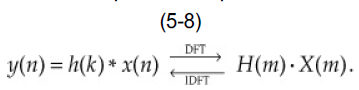 (5-8)
DFT
y(n) = h(k) * x(n) ⇄ H(m) · X(m).
IDFT